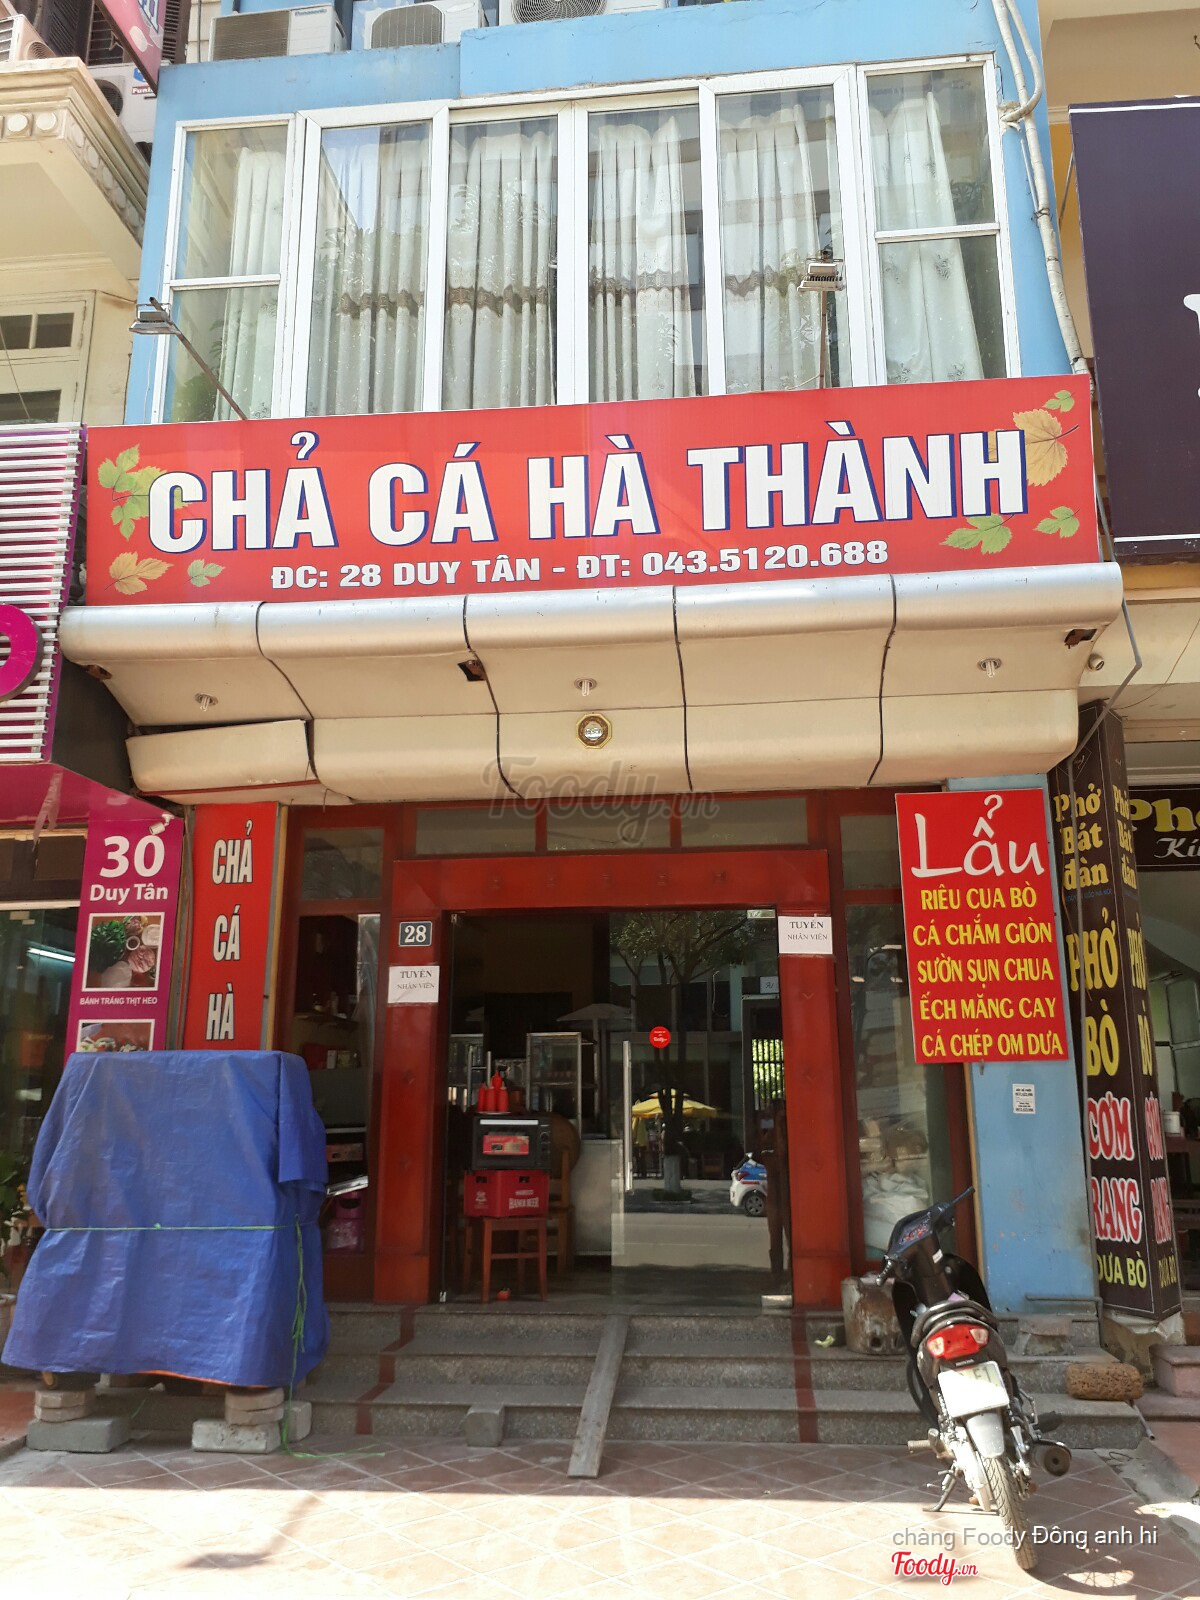 CHẢ CÁ HÀ THÀNH
ĐC: 28 DUY TÂN - ĐT: 043.5120.688
Foody.vn
30
Duy Tân
BÁNH TRÁNG THỊT HEO
CHẢ
CÁ
HÀ
28
TUYỂN
NHÂN VIÊN
TUYỂN
NHÂN VIÊN
Lẩu
RIÊU CUA BÒ
CÁ CHẮM GIÒN
SƯỜN SỤN CHUA
ẾCH MĂNG CAY
CÁ CHÉP OM DƯA
Phở
Bát
đàn
PHỞ
BÒ
CƠM
RANG
DƯA BÒ
HANOI BEER
chàng Foody Đông anh hi
Foody.vn